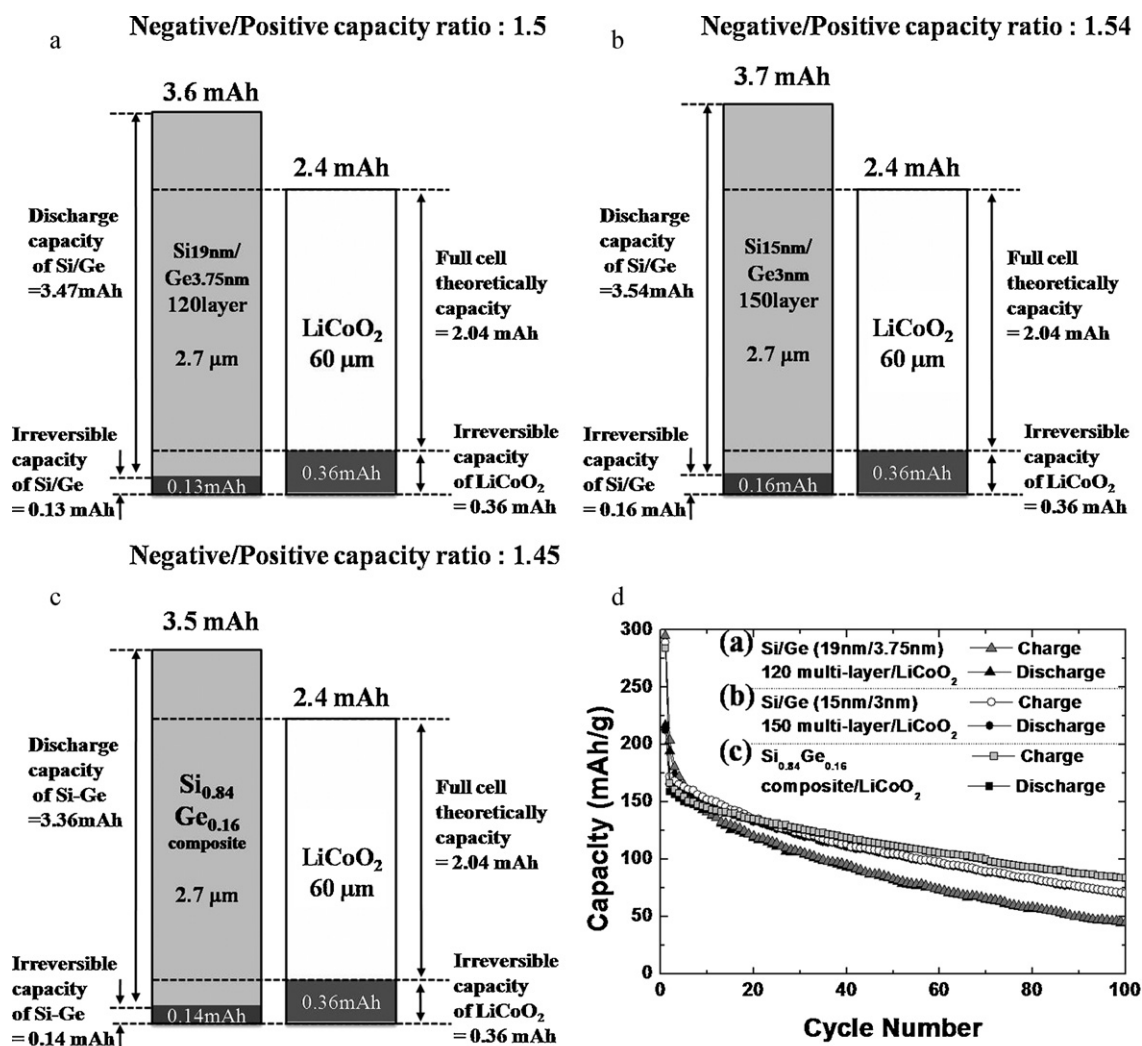 Negative/Positive capacity ratio : 1.5
a
3.6 mAh
2.4 mAh
Discharge
capacity
of Si/Ge
=3.47mAh
Si19nm/
Ge3.75nm
120layer
2.7 μm
LiCoO₂
60 μm
Full cell
theoretically
capacity
= 2.04 mAh
Irreversible
capacity
of Si/Ge
= 0.13 mAh
0.13mAh
0.36mAh
Irreversible
capacity
of LiCoO₂
= 0.36 mAh
Negative/Positive capacity ratio : 1.54
b
3.7 mAh
2.4 mAh
Discharge
capacity
of Si/Ge
=3.54mAh
Si15nm/
Ge3nm
150layer
2.7 μm
LiCoO₂
60 μm
Full cell
theoretically
capacity
= 2.04 mAh
Irreversible
capacity
of Si/Ge
= 0.16 mAh
0.16mAh
0.36mAh
Irreversible
capacity
of LiCoO₂
= 0.36 mAh
Negative/Positive capacity ratio : 1.45
c
3.5 mAh
2.4 mAh
Discharge
capacity
of Si-Ge
=3.36mAh
Si₀.₈₄
Ge₀.₁₆
composite
2.7 μm
LiCoO₂
60 μm
Full cell
theoretically
capacity
= 2.04 mAh
Irreversible
capacity
of Si-Ge
= 0.14 mAh
0.14mAh
0.36mAh
Irreversible
capacity
of LiCoO₂
= 0.36 mAh
d
Capacity (mAh/g)
300
250
200
150
100
50
0
(a) Si/Ge (19nm/3.75nm) Charge
120 multi-layer/LiCoO₂ Discharge
(b) Si/Ge (15nm/3nm) Charge
150 multi-layer/LiCoO₂ Discharge
(c) Si₀.₈₄Ge₀.₁₆ Charge
composite/LiCoO₂ Discharge
0 20 40 60 80 100
Cycle Number